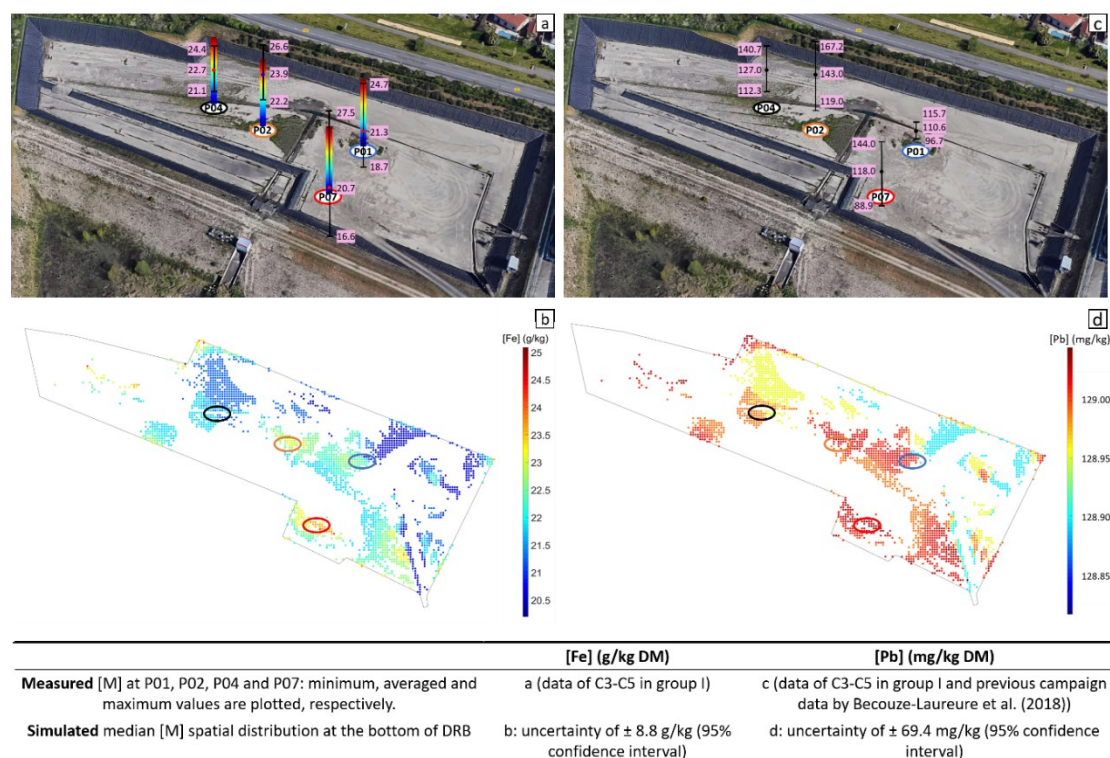 a
24.4
22.7
21.1
P04
26.6
23.9
22.2
P02
24.7
21.3
P01
18.7
27.5
20.7
P07
16.6
c
140.7
127.0
112.3
P04
167.2
143.0
119.0
P02
115.7
110.6
P01
96.7
144.0
118.0
P07
88.9
b
[Fe] (g/kg)
25
24.5
24
23.5
23
22.5
22
21.5
21
20.5
d
[Pb] (mg/kg)
129.00
128.95
128.90
128.85
[Fe] (g/kg DM) [Pb] (mg/kg DM)
Measured [M] at P01, P02, P04 and P07: minimum, averaged and
maximum values are plotted, respectively.
a (data of C3-C5 in group I)
c (data of C3-C5 in group I and previous campaign
data by Becouze-Laureure et al. (2018))
Simulated median [M] spatial distribution at the bottom of DRB
b: uncertainty of ± 8.8 g/kg (95%
confidence interval)
d: uncertainty of ± 69.4 mg/kg (95% confidence
interval)